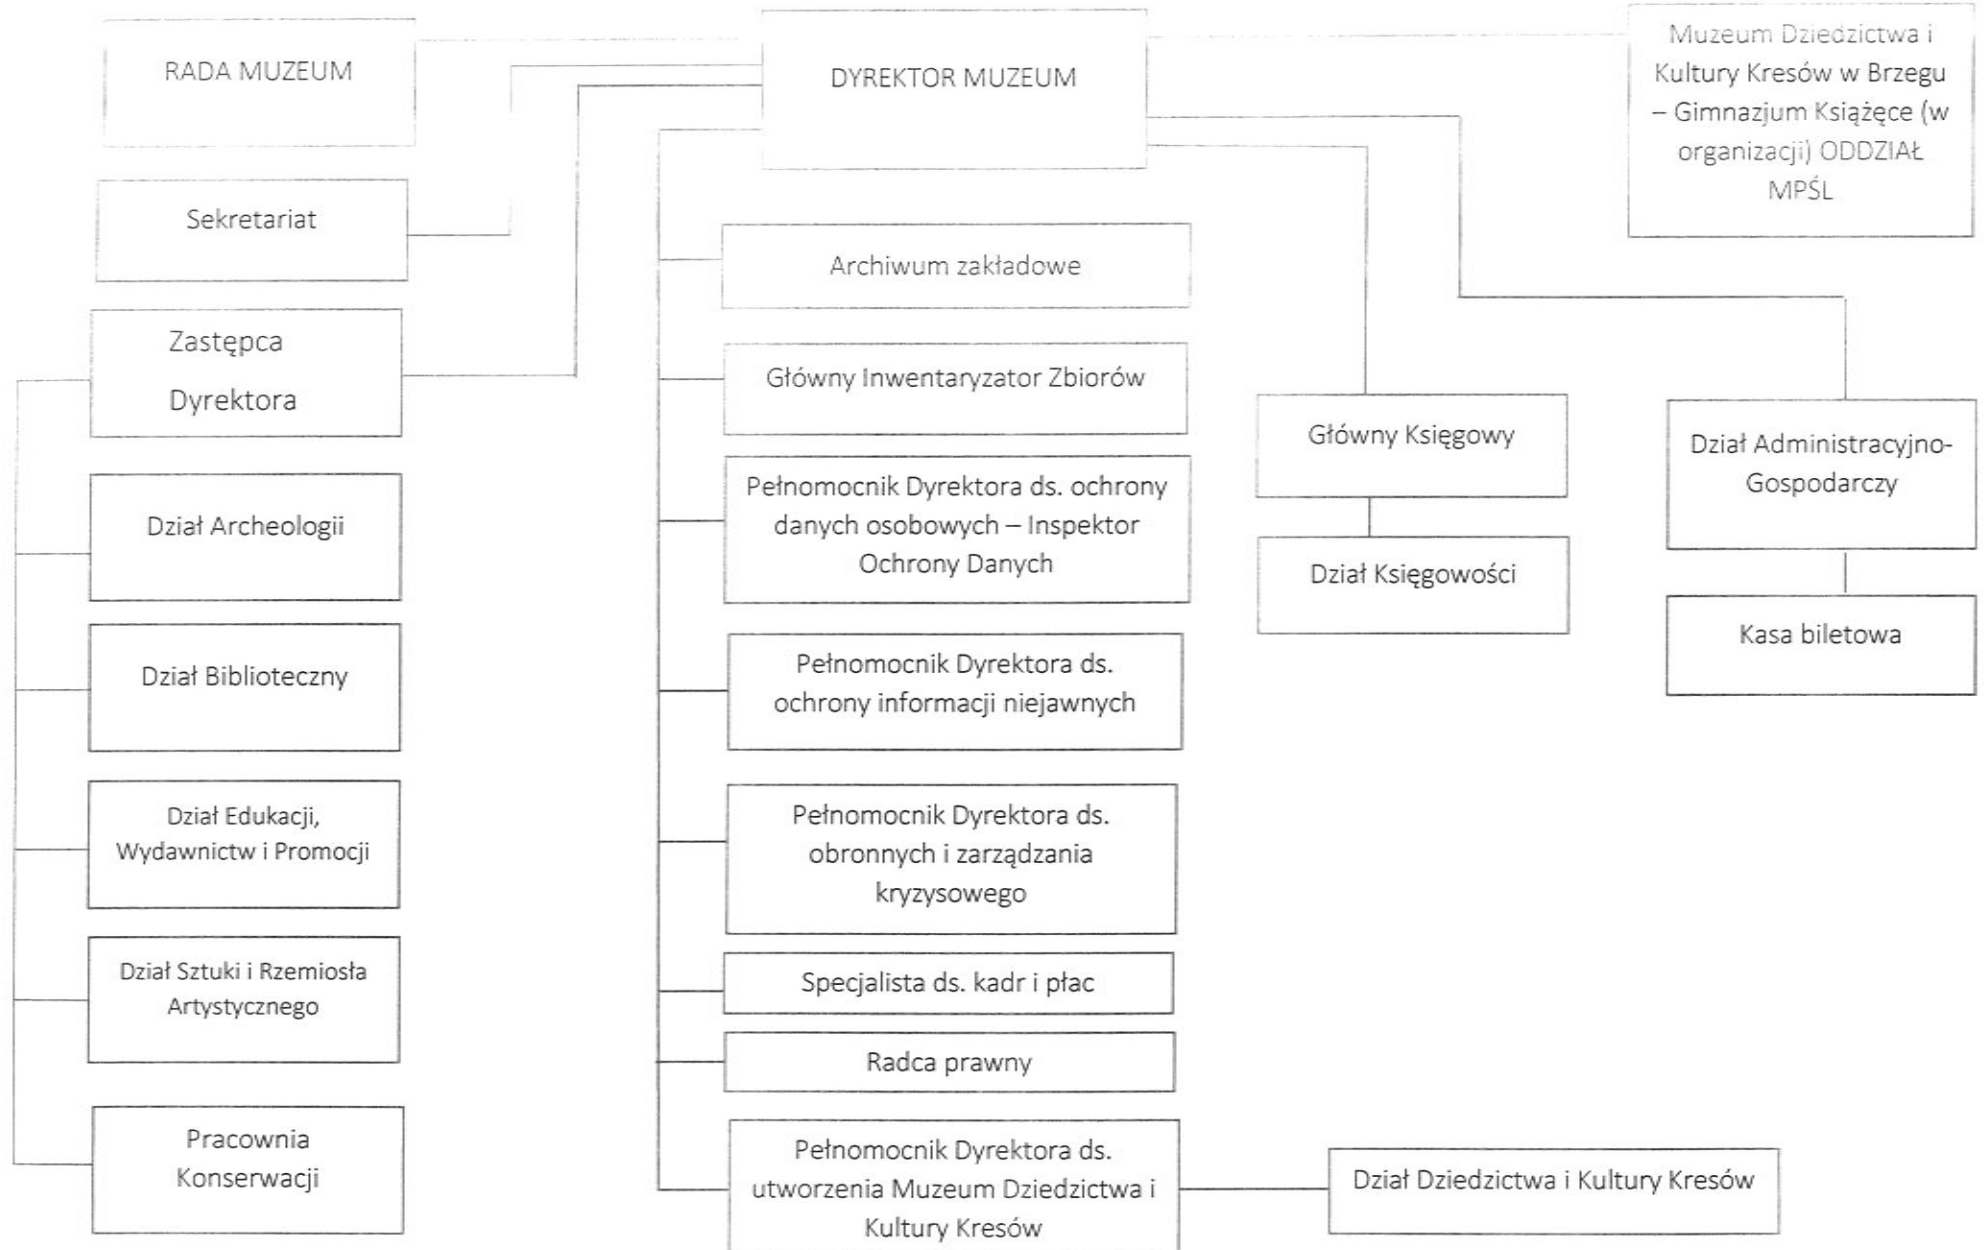 RADA MUZEUM
DYREKTOR MUZEUM
Muzeum Dziedzictwa i
Kultury Kresów w Brzegu
– Gimnazjum Książęce (w
organizacji) ODDZIAŁ
MPŚL
Sekretariat
Zastępca
Dyrektora
Dział Archeologii
Dział Biblioteczny
Dział Edukacji,
Wydawnictw i Promocji
Dział Sztuki i Rzemiosła
Artystycznego
Pracownia
Konserwacji
Archiwum zakładowe
Główny Inwentaryzator Zbiorów
Pełnomocnik Dyrektora ds. ochrony
danych osobowych – Inspektor
Ochrony Danych
Pełnomocnik Dyrektora ds.
ochrony informacji niejawnych
Pełnomocnik Dyrektora ds.
obronnych i zarządzania
kryzysowego
Specjalista ds. kadr i płac
Radca prawny
Pełnomocnik Dyrektora ds.
utworzenia Muzeum Dziedzictwa i
Kultury Kresów
Dział Dziedzictwa i Kultury Kresów
Główny Księgowy
Dział Księgowości
Dział Administracyjno-
Gospodarczy
Kasa biletowa